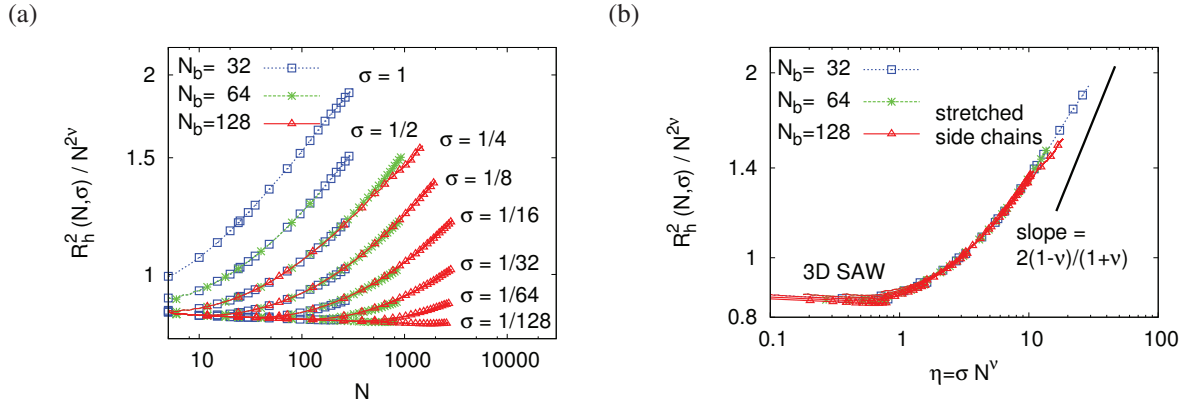 (a)
R_h^2 (N,σ) / N^{2ν}
2
1.5
1
N_b= 32
N_b= 64
N_b=128
σ = 1
σ = 1/2
σ = 1/4
σ = 1/8
σ = 1/16
σ = 1/32
σ = 1/64
σ = 1/128
10
100
1000
10000
N
(b)
R_h^2 (N,σ) / N^{2ν}
2
1.4
1
0.8
N_b= 32
N_b= 64
N_b=128
stretched
side chains
3D SAW
slope =
2(1-ν)/(1+ν)
0.1
1
10
100
η=σ N^ν